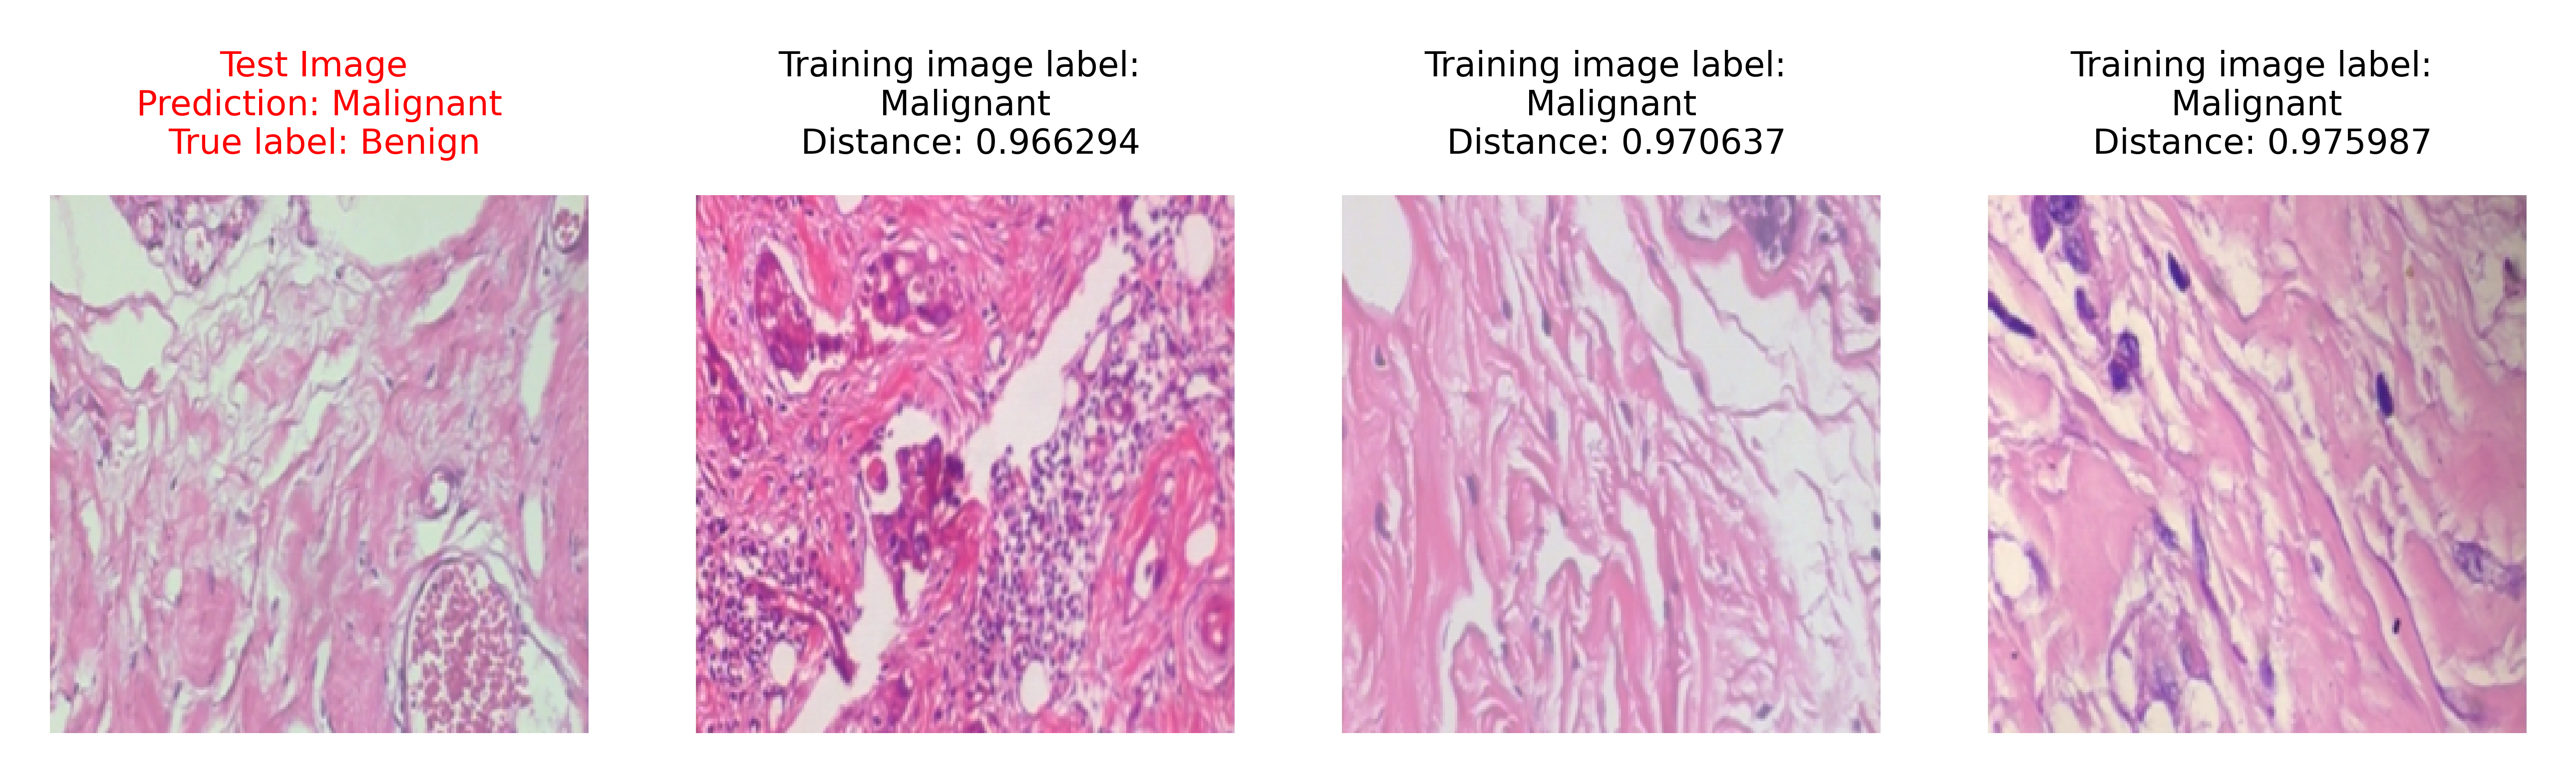 Test Image
Prediction: Malignant
True label: Benign
Training image label:
Malignant
Distance: 0.966294
Training image label:
Malignant
Distance: 0.970637
Training image label:
Malignant
Distance: 0.975987